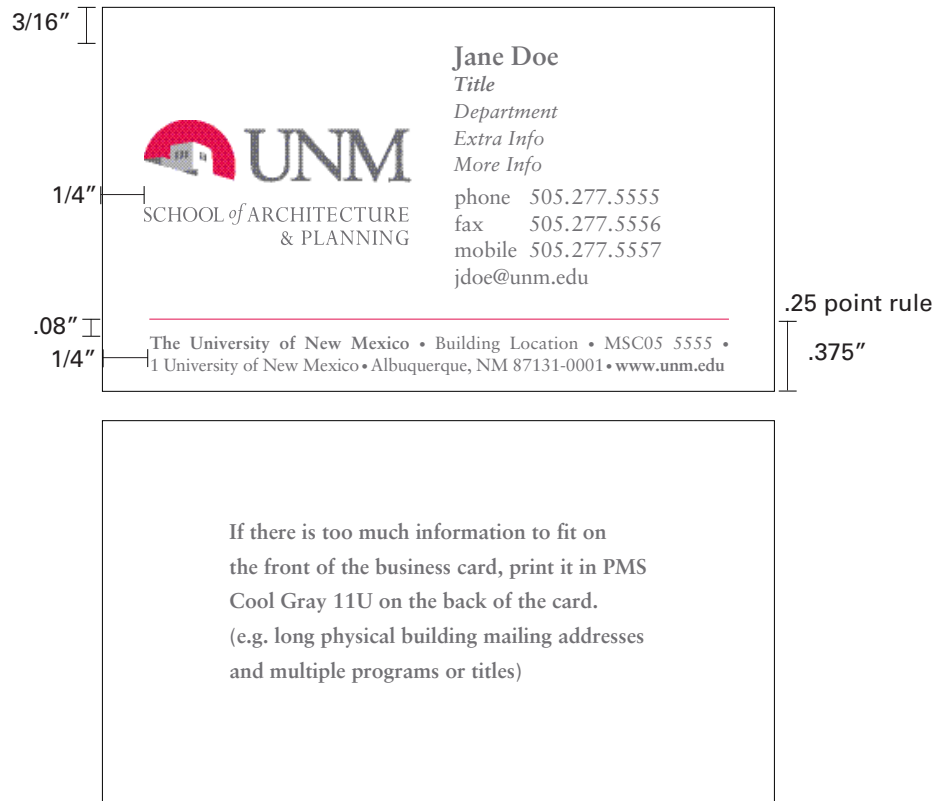 3/16”
Jane Doe
Title
Department
Extra Info
More Info
UNM
SCHOOL of ARCHITECTURE
& PLANNING
1/4”
phone 505.277.5555
fax 505.277.5556
mobile 505.277.5557
jdoe@unm.edu
.25 point rule
.08”
1/4”
The University of New Mexico • Building Location • MSC05 5555 •
1 University of New Mexico • Albuquerque, NM 87131-0001 • www.unm.edu
.375”
If there is too much information to fit on
the front of the business card, print it in PMS
Cool Gray 11U on the back of the card.
(e.g. long physical building mailing addresses
and multiple programs or titles)